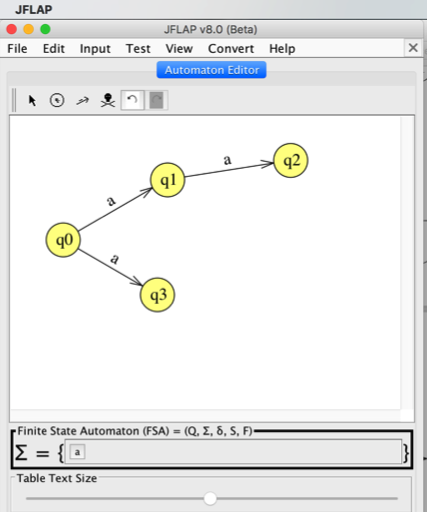 JFLAP
JFLAP v8.0 (Beta)
File Edit Input Test View Convert Help
Automaton Editor
a
q2
q1
a
q0
a
q3
Finite State Automaton (FSA) = (Q, Σ, δ, S, F)
Σ = { a }
Table Text Size